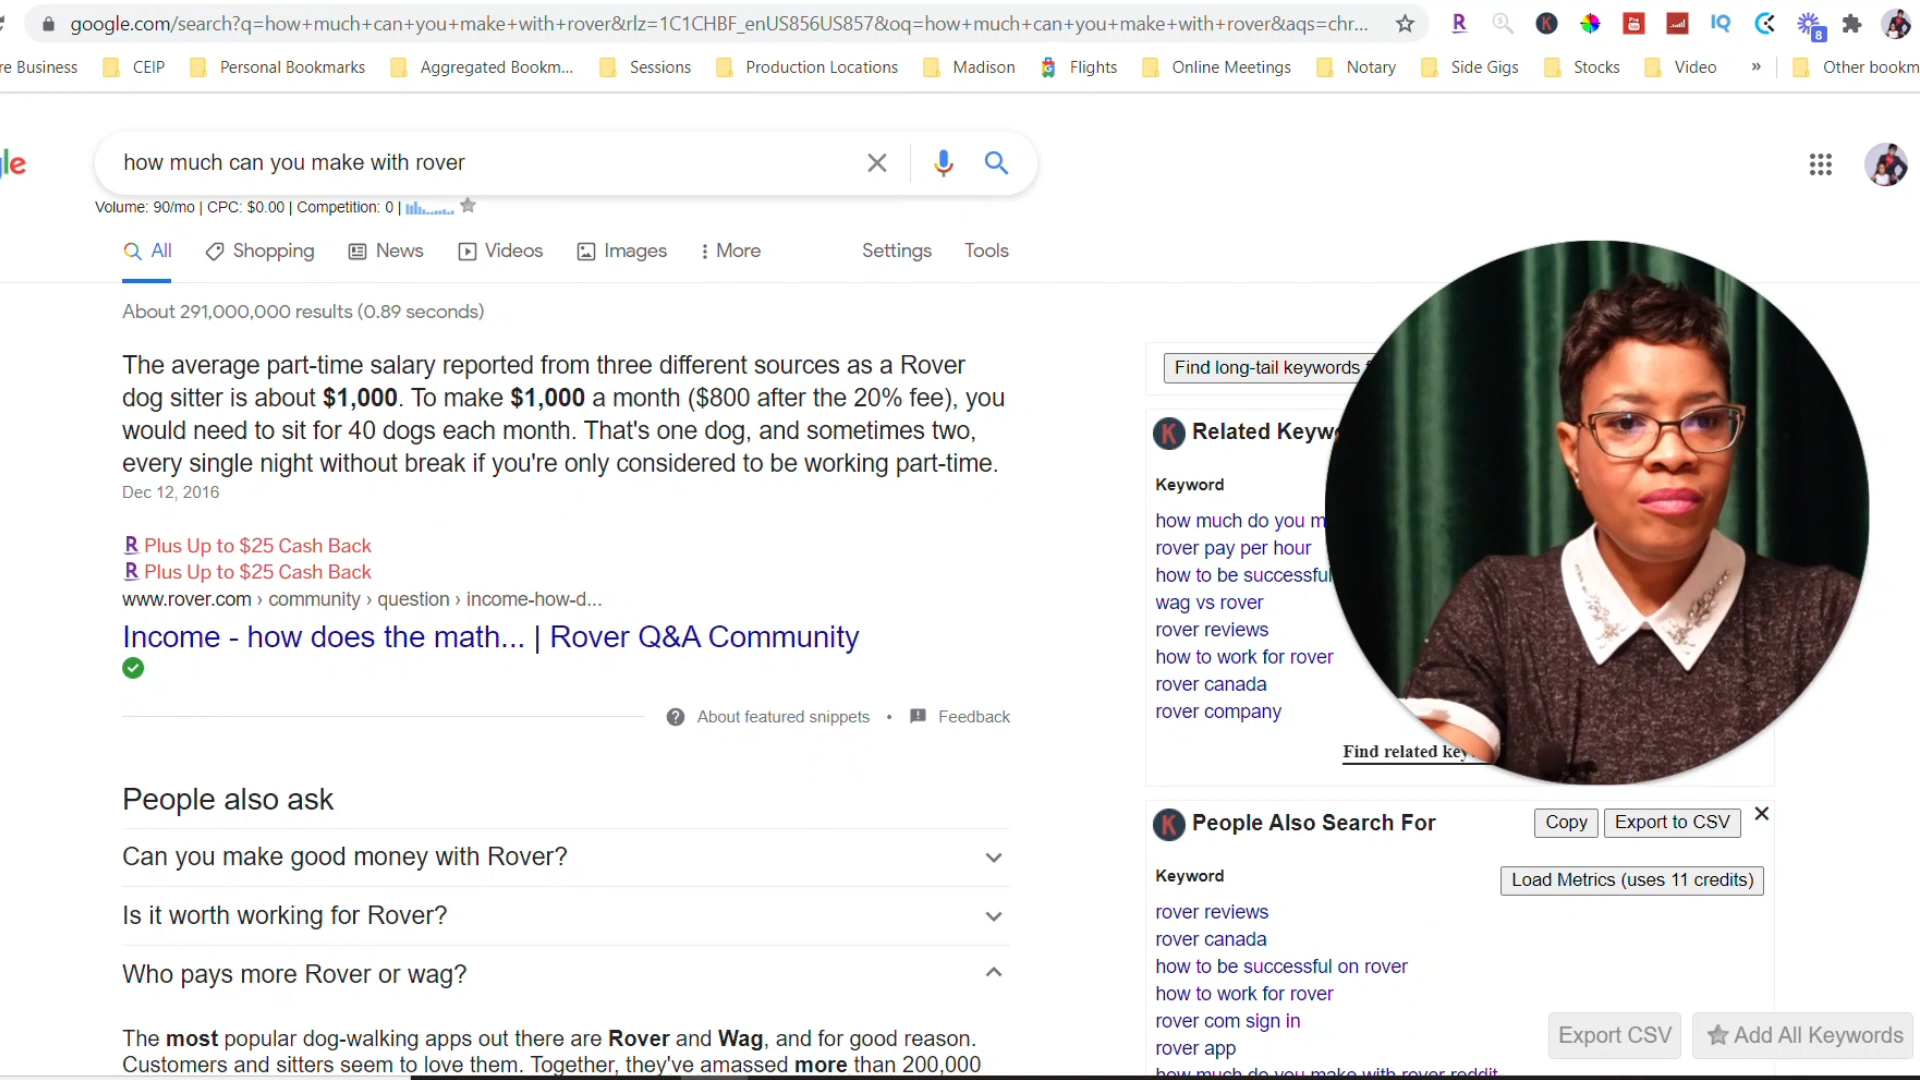 google.com/search?q=how+much+can+you+make+with+rover&rlz=1C1CHBF_enUS856US857&oq=how+much+can+you+make+with+rover&aqs=chr...
8
re Business CEIP Personal Bookmarks Aggregated Bookm... Sessions Production Locations Madison Flights Online Meetings Notary Side Gigs Stocks Video » Other bookm
gle
how much can you make with rover
Volume: 90/mo | CPC: $0.00 | Competition: 0 |
All Shopping News Videos Images More Settings Tools
About 291,000,000 results (0.89 seconds)
The average part-time salary reported from three different sources as a Rover
dog sitter is about $1,000. To make $1,000 a month ($800 after the 20% fee), you
would need to sit for 40 dogs each month. That's one dog, and sometimes two,
every single night without break if you're only considered to be working part-time.
Dec 12, 2016
R Plus Up to $25 Cash Back
R Plus Up to $25 Cash Back
www.rover.com › community › question › income-how-d...
Income - how does the math... | Rover Q&A Community
About featured snippets • Feedback
People also ask
Can you make good money with Rover?
Is it worth working for Rover?
Who pays more Rover or wag?
The most popular dog-walking apps out there are Rover and Wag, and for good reason.
Customers and sitters seem to love them. Together, they've amassed more than 200,000
Find long-tail keywords
K Related Keyw
Keyword
how much do you m
rover pay per hour
how to be successful
wag vs rover
rover reviews
how to work for rover
rover canada
rover company
Find related key
K People Also Search For
Copy Export to CSV
Keyword
Load Metrics (uses 11 credits)
rover reviews
rover canada
how to be successful on rover
how to work for rover
rover com sign in
rover app
how much do you make with rover reddit
Export CSV Add All Keywords